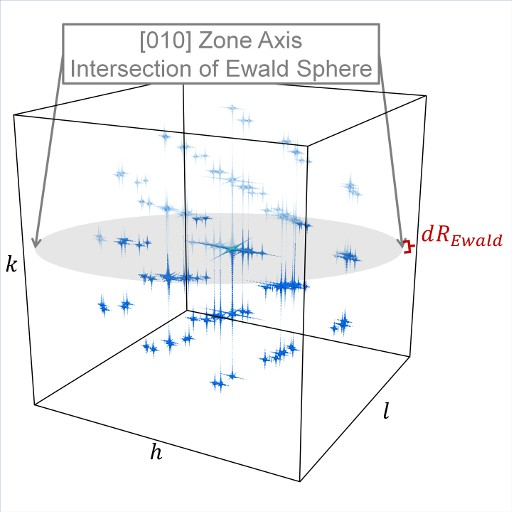 [010] Zone Axis
Intersection of Ewald Sphere
dR_Ewald
k
l
h